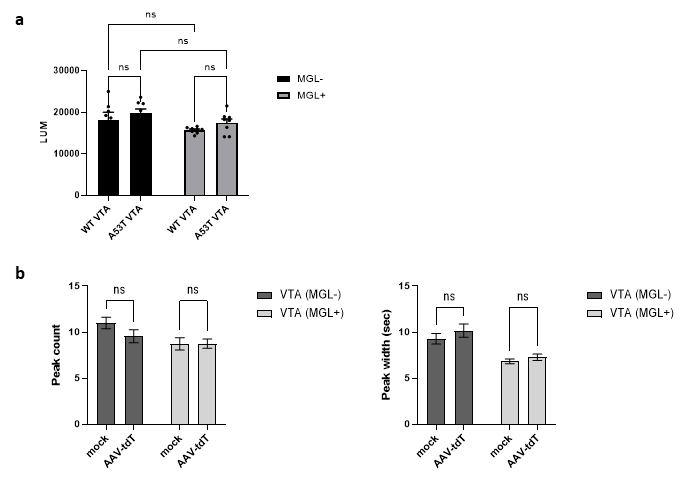 a
ns
ns
ns
ns
30000
20000
10000
0
LUM
WT VTA
A53T VTA
WT VTA
A53T VTA
MGL-
MGL+
b
15
10
5
0
Peak count
ns
ns
mock
AAV-tdT
mock
AAV-tdT
VTA (MGL-)
VTA (MGL+)
15
10
5
0
Peak width (sec)
ns
ns
mock
AAV-tdT
mock
AAV-tdT
VTA (MGL-)
VTA (MGL+)